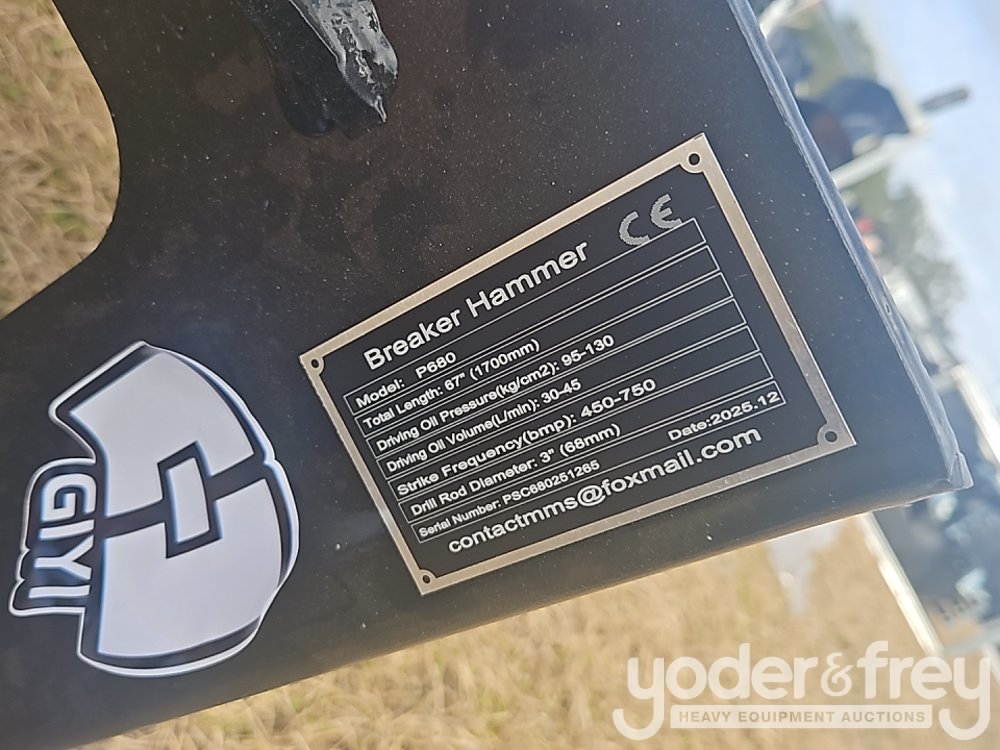 Breaker Hammer CE
Model: P680
Total Length: 67" (1700mm)
Driving Oil Pressure(kg/cm2): 95-130
Driving Oil Volume(L/min): 30-45
Strike Frequency(bmp): 450-750
Drill Rod Diameter: 3" (68mm)
Serial Number: PSC680251265 Date:2025.12
contactmms@foxmail.com
GIYI
yoder&frey
HEAVY EQUIPMENT AUCTIONS